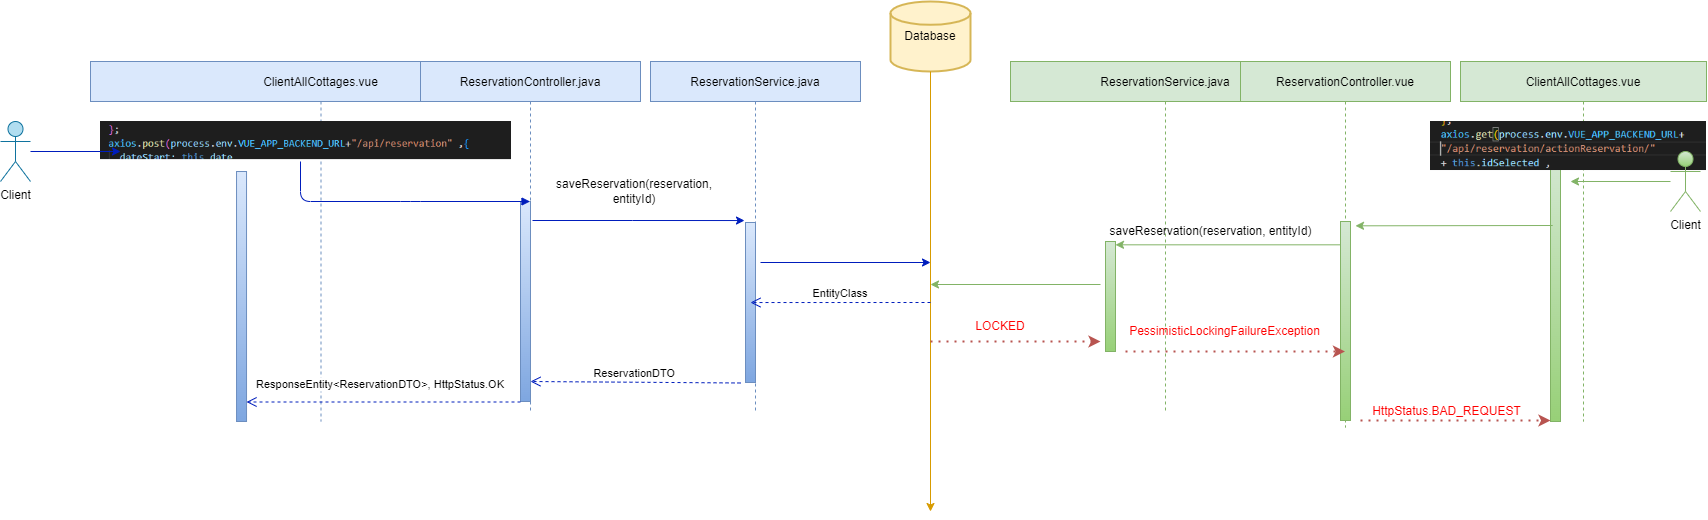 Database
ClientAllCottages.vue
ReservationController.java
ReservationService.java
ReservationService.java
ReservationController.vue
ClientAllCottages.vue
};
axios.post(process.env.VUE_APP_BACKEND_URL+"/api/reservation" ,{
dateStart: this.date
Client
};
axios.get(process.env.VUE_APP_BACKEND_URL+
"/api/reservation/actionReservation/"
+ this.idSelected ,
Client
saveReservation(reservation,
entityId)
saveReservation(reservation, entityId)
EntityClass
LOCKED
PessimisticLockingFailureException
ReservationDTO
ResponseEntity<ReservationDTO>, HttpStatus.OK
HttpStatus.BAD_REQUEST